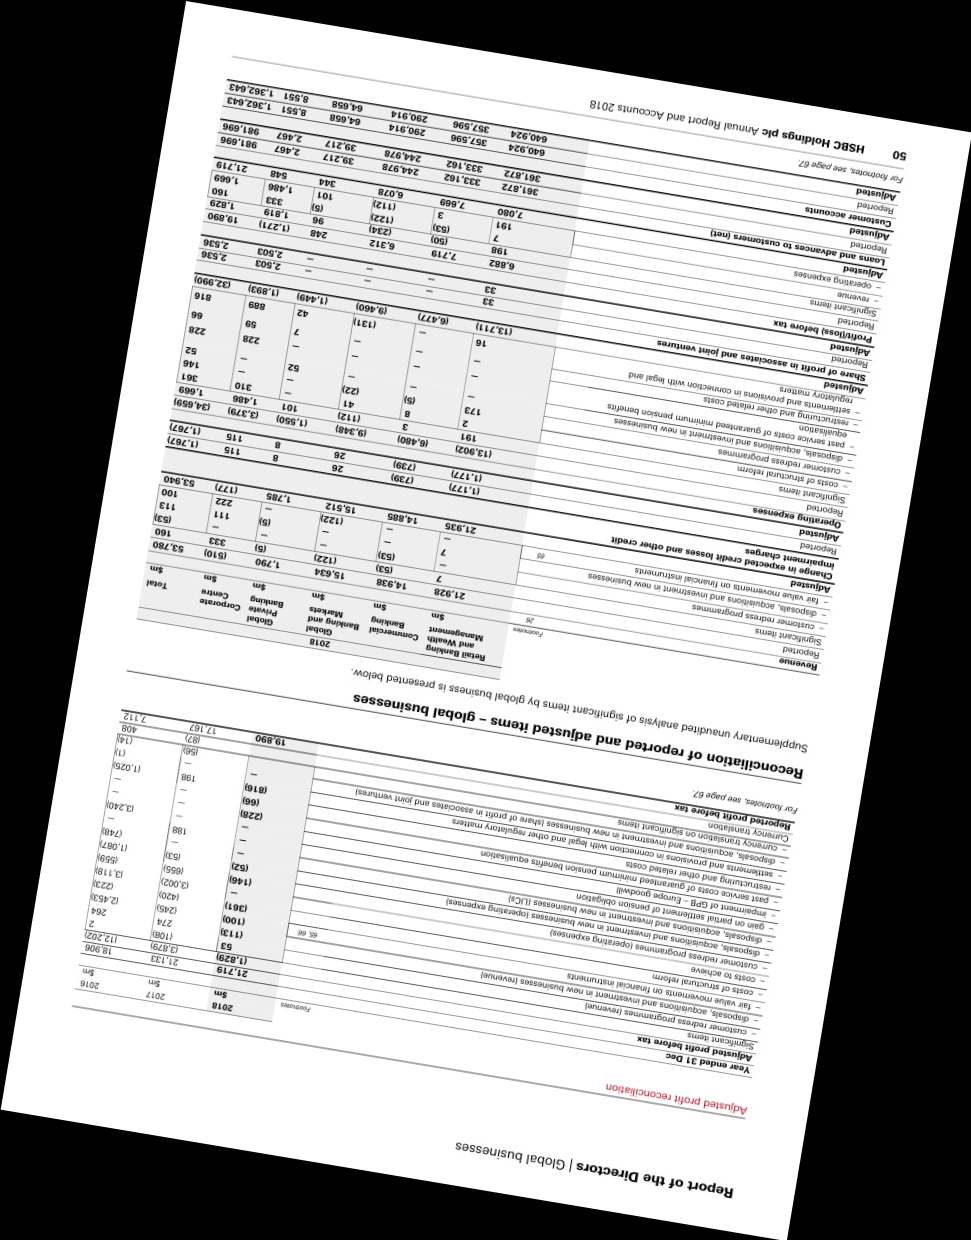 Report of the Directors | Global businesses
Adjusted profit reconciliation
2018 2017 2016
Year ended 31 Dec Footnotes $m $m $m
Adjusted profit before tax 21,719 21,133 18,906
Significant items (1,829) (3,879) (12,202)
– customer redress programmes (revenue) 53 (108) 2
– disposals, acquisitions and investment in new businesses (revenue) (113) 274 264
– fair value movements on financial instruments 65, 66 (100) (245) (2,453)
– costs of structural reform (361) (420) (223)
– costs to achieve — (3,002) (3,118)
– customer redress programmes (operating expenses) (146) (655) (559)
– disposals, acquisitions and investment in new businesses (operating expenses) (52) (53) (1,087)
– disposals, acquisitions and investment in new businesses (LICs) — — (748)
– gain on partial settlement of pension obligation — 188 —
– impairment of GPB – Europe goodwill — — (3,240)
– past service costs of guaranteed minimum pension benefits equalisation (228) — —
– restructuring and other related costs (66) — —
– settlements and provisions in connection with legal and other regulatory matters (816) 198 (1,025)
– disposals, acquisitions and investment in new businesses (share of profit in associates and joint ventures) — — (1)
– currency translation on significant items (56) (14)
Currency translation (87) 408
Reported profit before tax 19,890 17,167 7,112
For footnotes, see page 67.
Reconciliation of reported and adjusted items – global businesses
Supplementary unaudited analysis of significant items by global business is presented below.
2018
Retail Banking and Wealth Management Commercial Banking Global Banking and Markets Global Private Banking Corporate Centre Total
Footnotes $m $m $m $m $m $m
Revenue 26
Reported 21,928 14,938 15,634 1,790 (510) 53,780
Significant items 7 (53) (122) (5) 333 160
– customer redress programmes — (53) — — — (53)
– disposals, acquisitions and investment in new businesses 7 — — (5) 111 113
– fair value movements on financial instruments 65 — — (122) — 222 100
Adjusted 21,935 14,885 15,512 1,785 (177) 53,940
Change in expected credit losses and other credit
impairment charges
Reported (1,177) (739) 26 8 115 (1,767)
Adjusted (1,177) (739) 26 8 115 (1,767)
Operating expenses
Reported (13,902) (6,480) (9,348) (1,550) (3,379) (34,659)
Significant items 191 3 (112) 101 1,486 1,669
– costs of structural reform 2 8 41 — 310 361
– customer redress programmes 173 (5) (22) — — 146
– disposals, acquisitions and investment in new businesses — — — 52 — 52
– past service costs of guaranteed minimum pension benefits
equalisation — — — — 228 228
– restructuring and other related costs — — — 7 59 66
– settlements and provisions in connection with legal and
regulatory matters 16 — (131) 42 889 816
Adjusted (13,711) (6,477) (9,460) (1,449) (1,893) (32,990)
Share of profit in associates and joint ventures
Reported 33 — — — 2,503 2,536
Adjusted 33 — — — 2,503 2,536
Profit/(loss) before tax
Reported 6,882 7,719 6,312 248 (1,271) 19,890
Significant items 198 (50) (234) 96 1,819 1,829
– revenue 7 (53) (122) (5) 333 160
– operating expenses 191 3 (112) 101 1,486 1,669
Adjusted 7,080 7,669 6,078 344 548 21,719
Loans and advances to customers (net)
Reported 361,872 333,162 244,978 39,217 2,467 981,696
Adjusted 361,872 333,162 244,978 39,217 2,467 981,696
Customer accounts
Reported 640,924 357,596 290,914 64,658 8,551 1,362,643
Adjusted 640,924 357,596 290,914 64,658 8,551 1,362,643
For footnotes, see page 67.
50 HSBC Holdings plc Annual Report and Accounts 2018